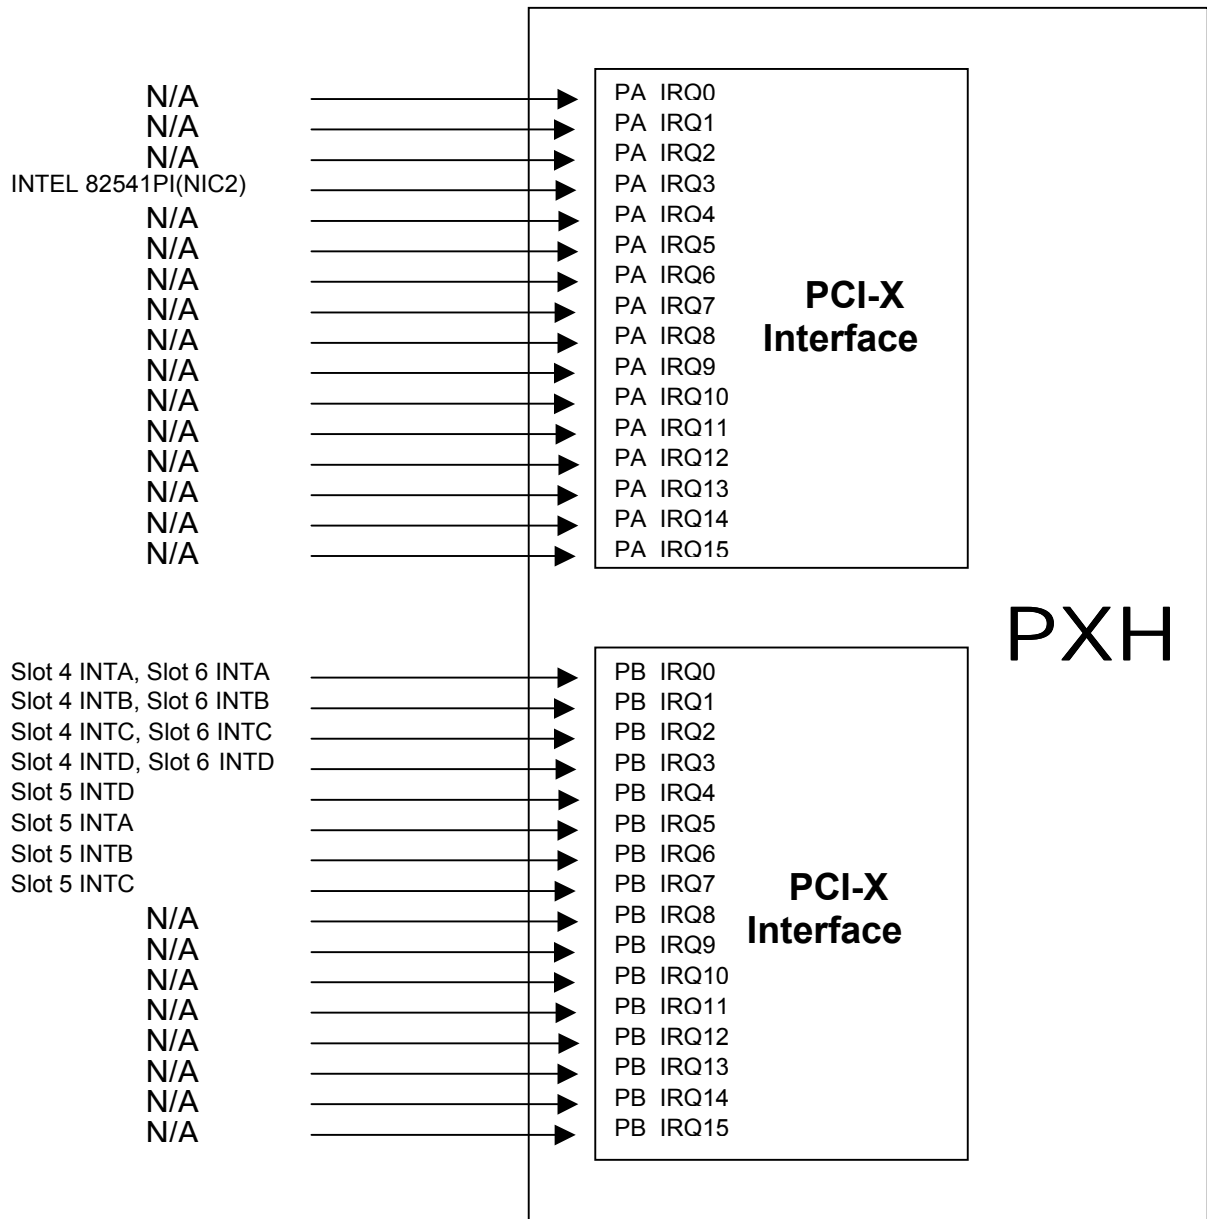 N/A PA IRQ0
N/A PA IRQ1
N/A PA IRQ2
INTEL 82541PI(NIC2) PA IRQ3
N/A PA IRQ4
N/A PA IRQ5
N/A PA IRQ6
N/A PA IRQ7
N/A PA IRQ8
N/A PA IRQ9
N/A PA IRQ10
N/A PA IRQ11
N/A PA IRQ12
N/A PA IRQ13
N/A PA IRQ14
N/A PA IRQ15
PCI-X
Interface
PXH
Slot 4 INTA, Slot 6 INTA PB IRQ0
Slot 4 INTB, Slot 6 INTB PB IRQ1
Slot 4 INTC, Slot 6 INTC PB IRQ2
Slot 4 INTD, Slot 6 INTD PB IRQ3
Slot 5 INTD PB IRQ4
Slot 5 INTA PB IRQ5
Slot 5 INTB PB IRQ6
Slot 5 INTC PB IRQ7
N/A PB IRQ8
N/A PB IRQ9
N/A PB IRQ10
N/A PB IRQ11
N/A PB IRQ12
N/A PB IRQ13
N/A PB IRQ14
N/A PB IRQ15
PCI-X
Interface